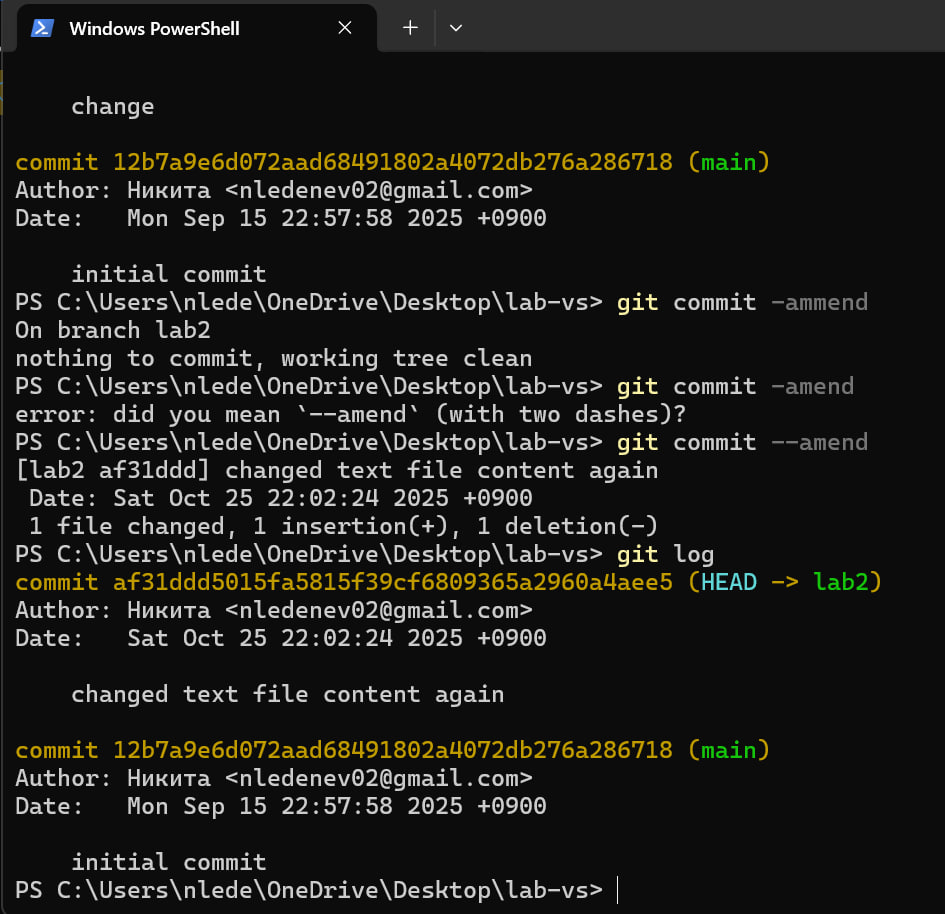 Windows PowerShell
change
commit 12b7a9e6d072aad68491802a4072db276a286718 (main)
Author: Никита <nledenev02@gmail.com>
Date:   Mon Sep 15 22:57:58 2025 +0900
initial commit
PS C:\Users\nlede\OneDrive\Desktop\lab-vs> git commit -ammend
On branch lab2
nothing to commit, working tree clean
PS C:\Users\nlede\OneDrive\Desktop\lab-vs> git commit -amend
error: did you mean `--amend` (with two dashes)?
PS C:\Users\nlede\OneDrive\Desktop\lab-vs> git commit --amend
[lab2 af31ddd] changed text file content again
 Date: Sat Oct 25 22:02:24 2025 +0900
 1 file changed, 1 insertion(+), 1 deletion(-)
PS C:\Users\nlede\OneDrive\Desktop\lab-vs> git log
commit af31ddd5015fa5815f39cf6809365a2960a4aee5 (HEAD -> lab2)
Author: Никита <nledenev02@gmail.com>
Date:   Sat Oct 25 22:02:24 2025 +0900
changed text file content again
commit 12b7a9e6d072aad68491802a4072db276a286718 (main)
Author: Никита <nledenev02@gmail.com>
Date:   Mon Sep 15 22:57:58 2025 +0900
initial commit
PS C:\Users\nlede\OneDrive\Desktop\lab-vs>